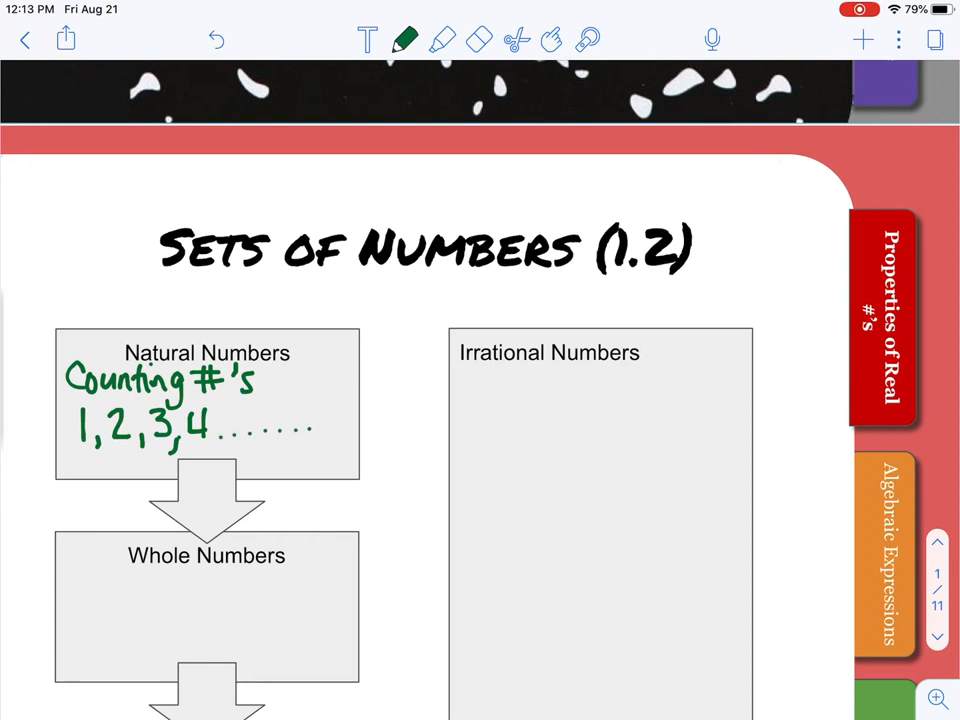 12:13 PM Fri Aug 21
79%
T
SETS OF NUMBERS (1.2)
Natural Numbers
Counting #'s
1, 2, 3, 4 .......
Irrational Numbers
Whole Numbers
Properties of Real
#'s
Algebraic Expressions
1
/
11